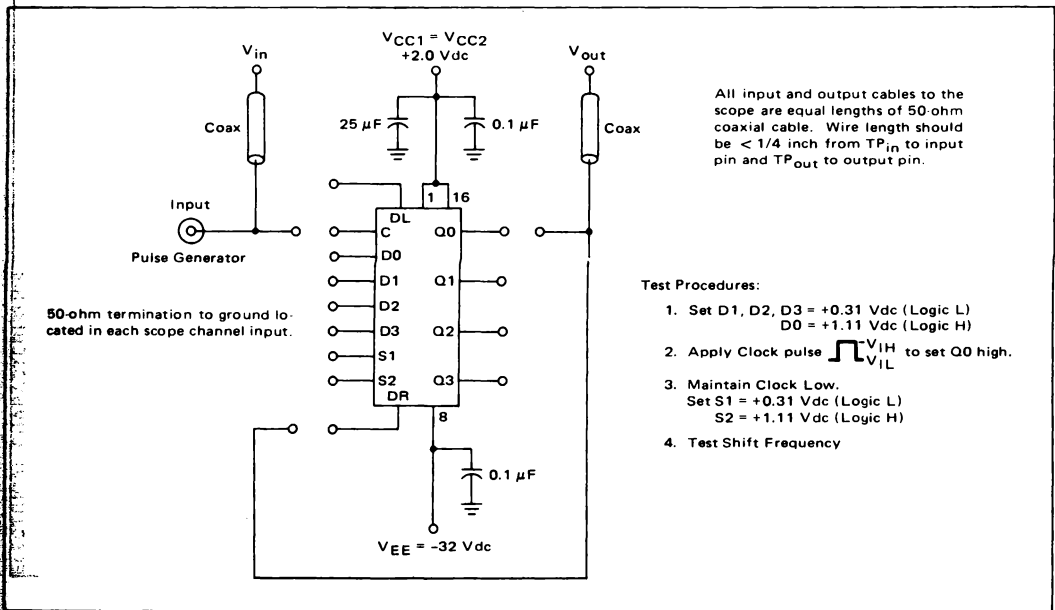 Vin
VCC1 = VCC2
+2.0 Vdc
Vout
Coax
25 µF
0.1 µF
Coax
All input and output cables to the
scope are equal lengths of 50-ohm
coaxial cable. Wire length should
be < 1/4 inch from TPin to input
pin and TPout to output pin.
Input
Pulse Generator
1 16
DL
C Q0
D0
D1 Q1
D2
D3 Q2
S1
S2 Q3
DR
8
50-ohm termination to ground lo-
cated in each scope channel input.
0.1 µF
VEE = -32 Vdc
Test Procedures:
1. Set D1, D2, D3 = +0.31 Vdc (Logic L)
D0 = +1.11 Vdc (Logic H)
2. Apply Clock pulse VIH VIL to set Q0 high.
3. Maintain Clock Low.
Set S1 = +0.31 Vdc (Logic L)
S2 = +1.11 Vdc (Logic H)
4. Test Shift Frequency